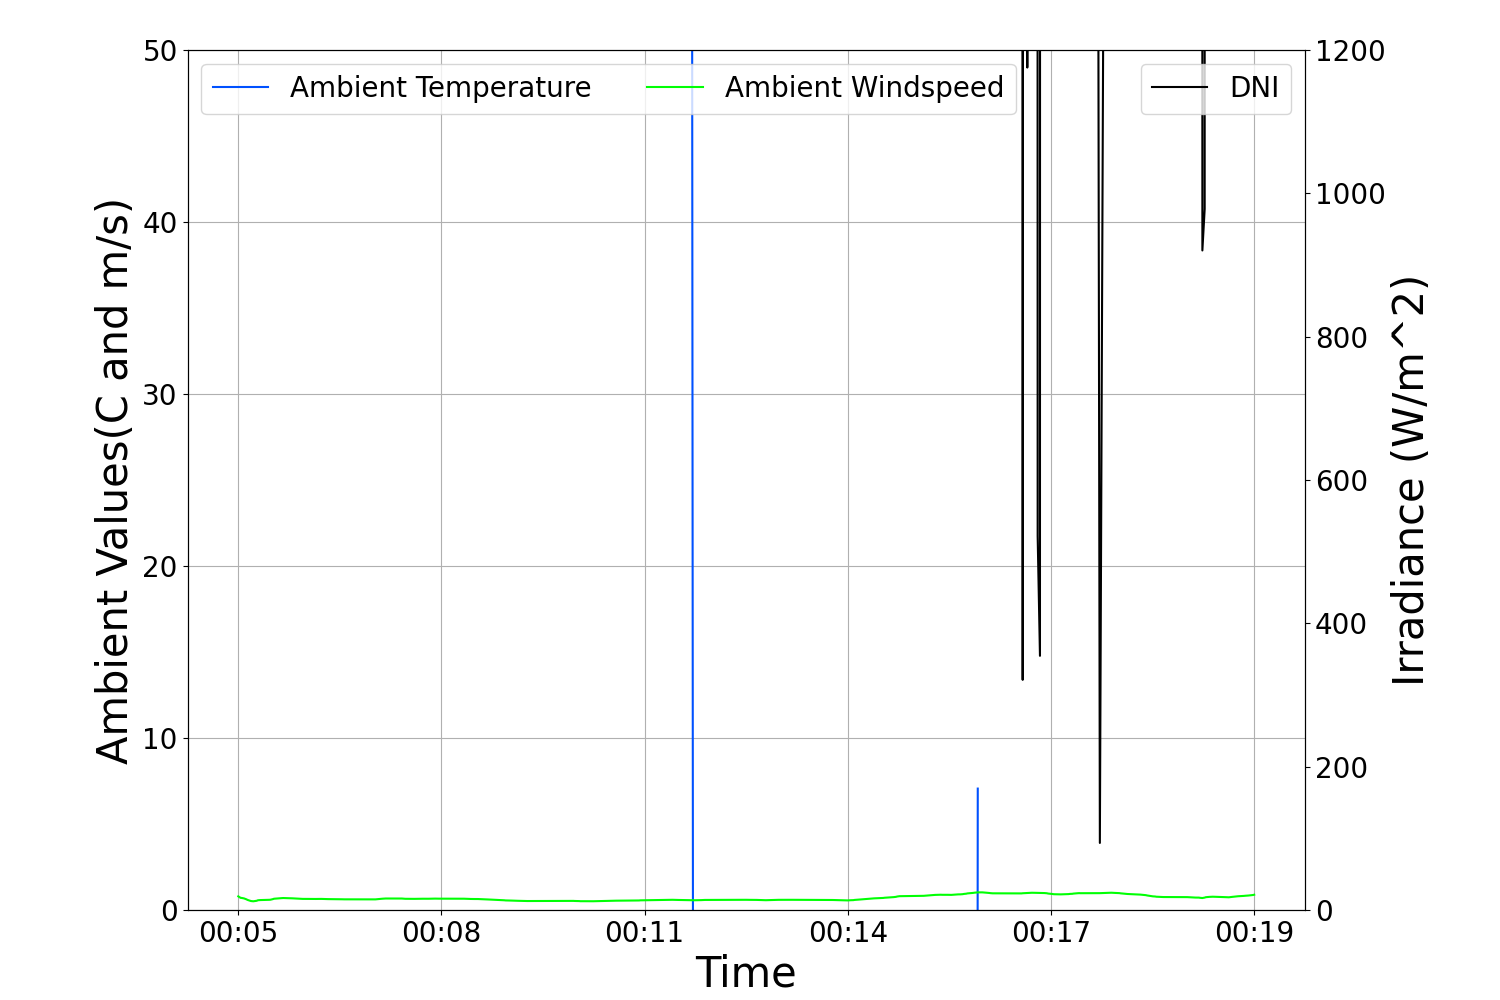 Ambient Temperature
Ambient Windspeed
DNI
Ambient Values(C and m/s)
50
40
30
20
10
0
1200
1000
800
600
400
200
0
Irradiance (W/m^2)
00:05 00:08 00:11 00:14 00:17 00:19
Time